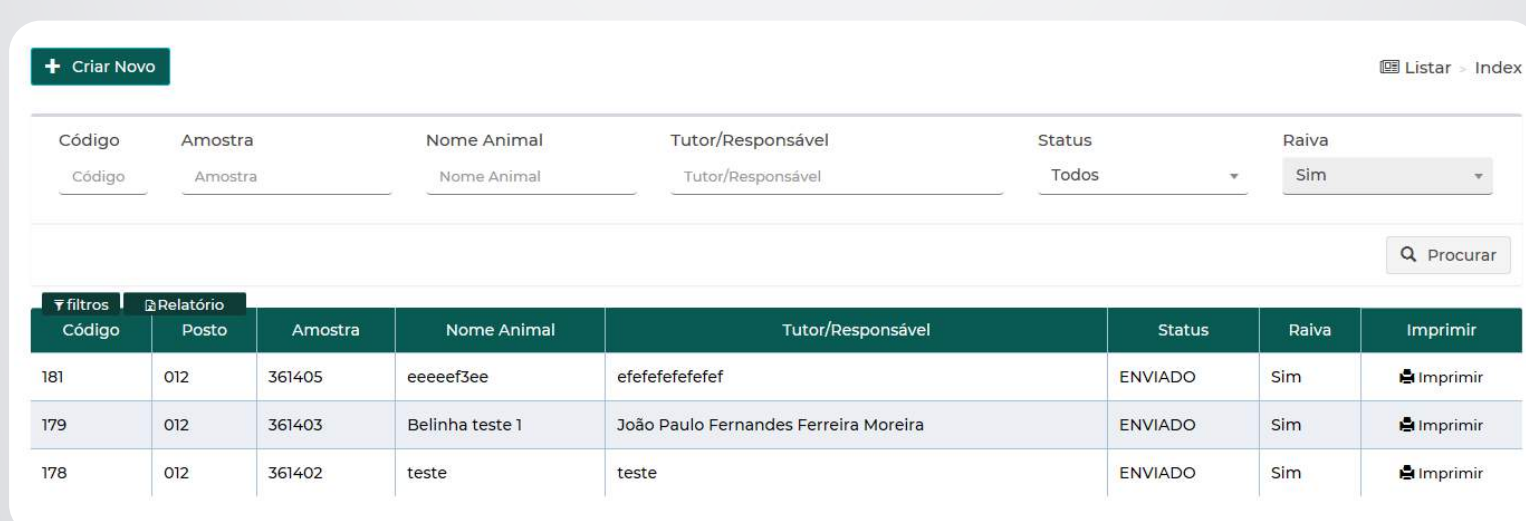 Criar Novo
Listar > Index
Código Amostra Nome Animal Tutor/Responsável Status Raiva
Código Amostra Nome Animal Tutor/Responsável Todos Sim
Procurar
filtros Relatório
Código Posto Amostra Nome Animal Tutor/Responsável Status Raiva Imprimir
181 012 361405 eeeeef3ee efefefefefefef ENVIADO Sim Imprimir
179 012 361403 Belinha teste 1 João Paulo Fernandes Ferreira Moreira ENVIADO Sim Imprimir
178 012 361402 teste teste ENVIADO Sim Imprimir